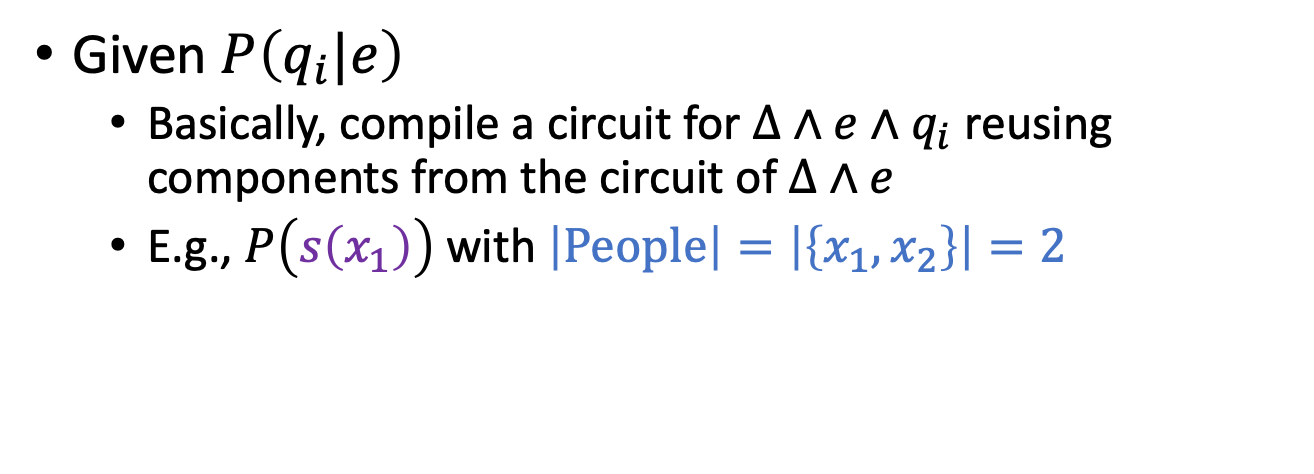 • Given 𝑃(𝑞ᵢ|𝑒)
• Basically, compile a circuit for Δ ∧ 𝑒 ∧ 𝑞ᵢ reusing
components from the circuit of Δ ∧ 𝑒
• E.g., 𝑃(𝑠(𝑥₁)) with |People| = |{𝑥₁, 𝑥₂}| = 2